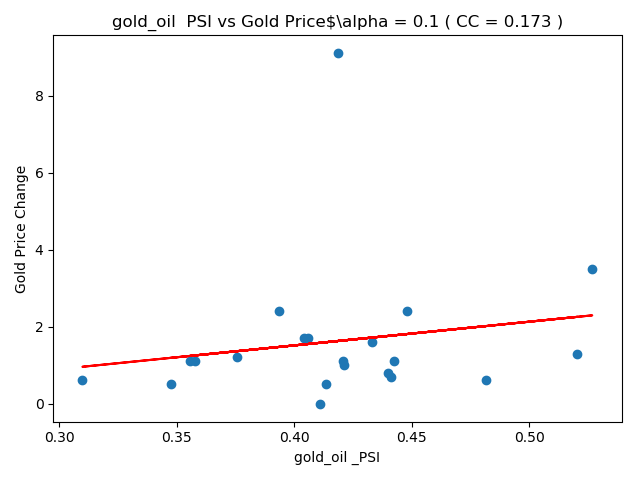 gold_oil  PSI vs Gold Price$\alpha = 0.1 ( CC = 0.173 )
Gold Price Change
8
6
4
2
0
0.30 0.35 0.40 0.45 0.50
gold_oil _PSI